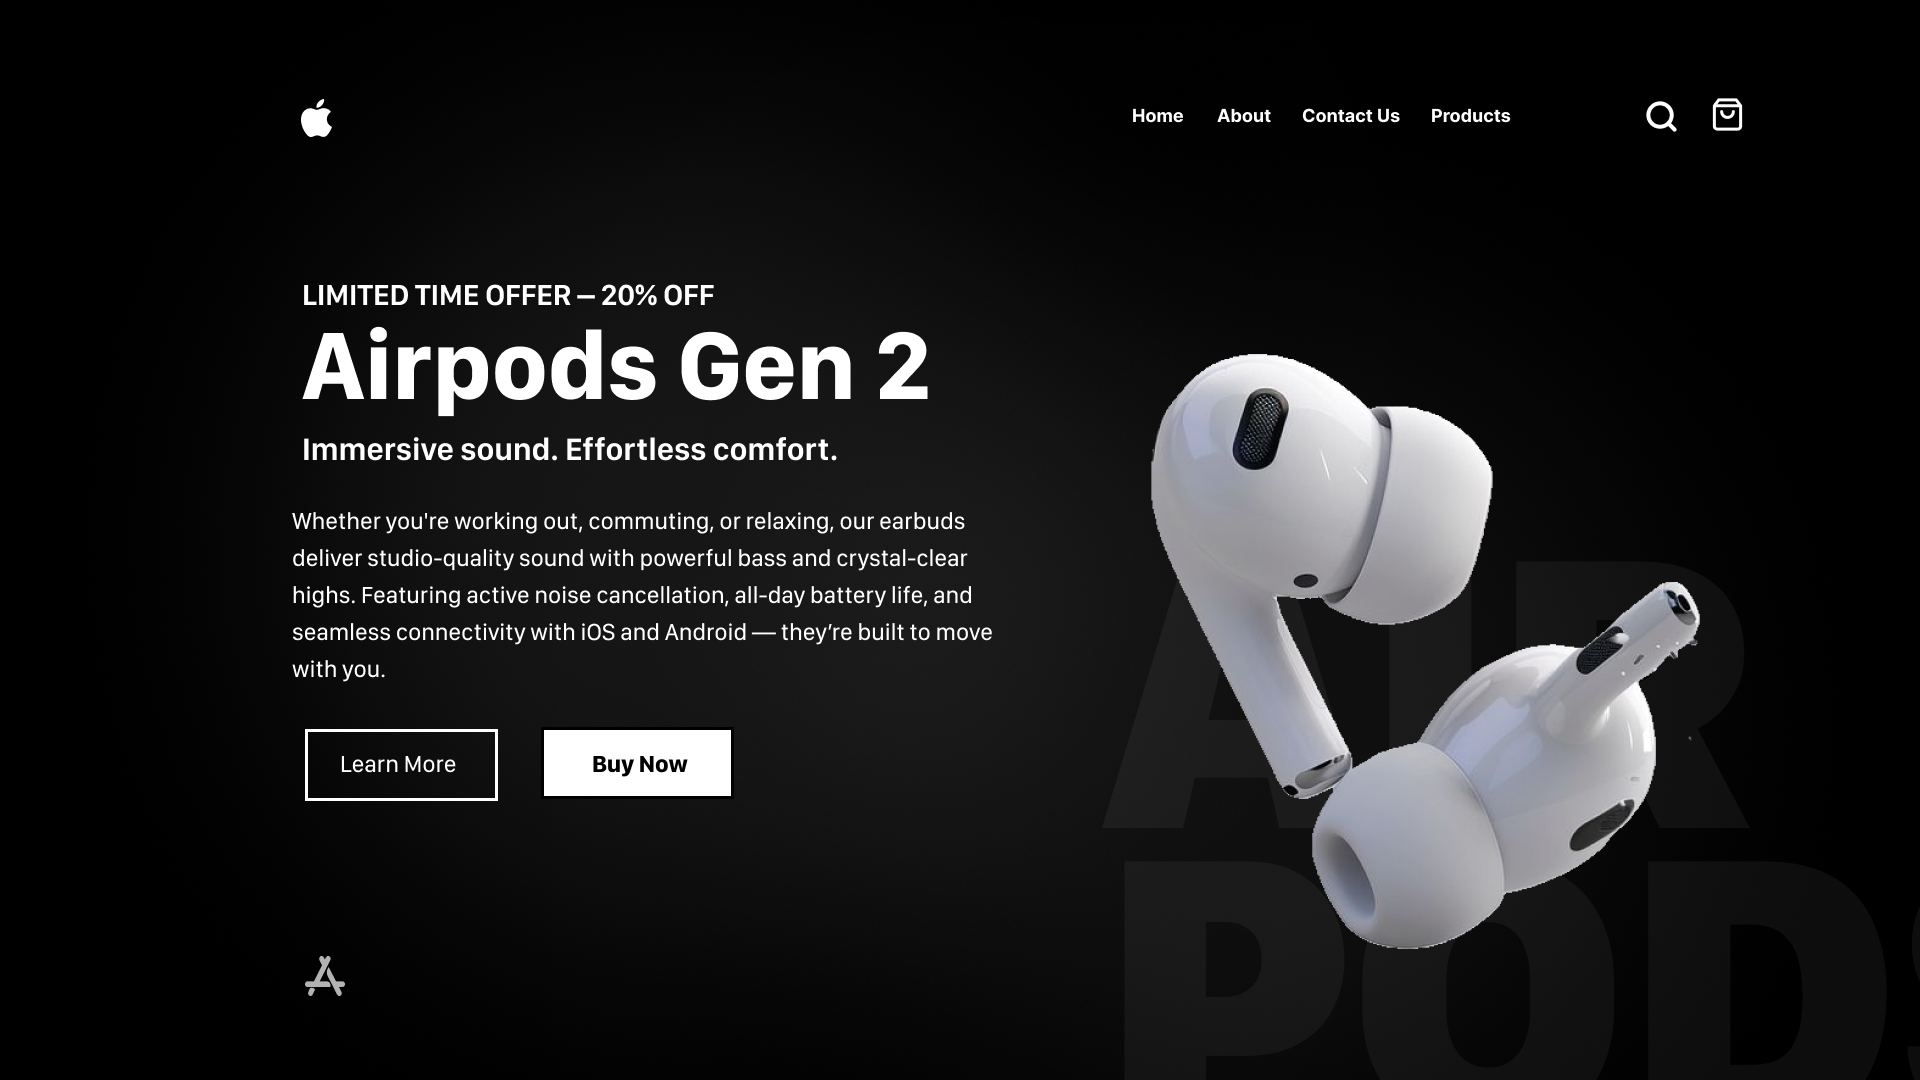 Home About Contact Us Products
LIMITED TIME OFFER – 20% OFF
Airpods Gen 2
Immersive sound. Effortless comfort.
Whether you're working out, commuting, or relaxing, our earbuds
deliver studio-quality sound with powerful bass and crystal-clear
highs. Featuring active noise cancellation, all-day battery life, and
seamless connectivity with iOS and Android — they’re built to move
with you.
Learn More Buy Now
AIR
PODS